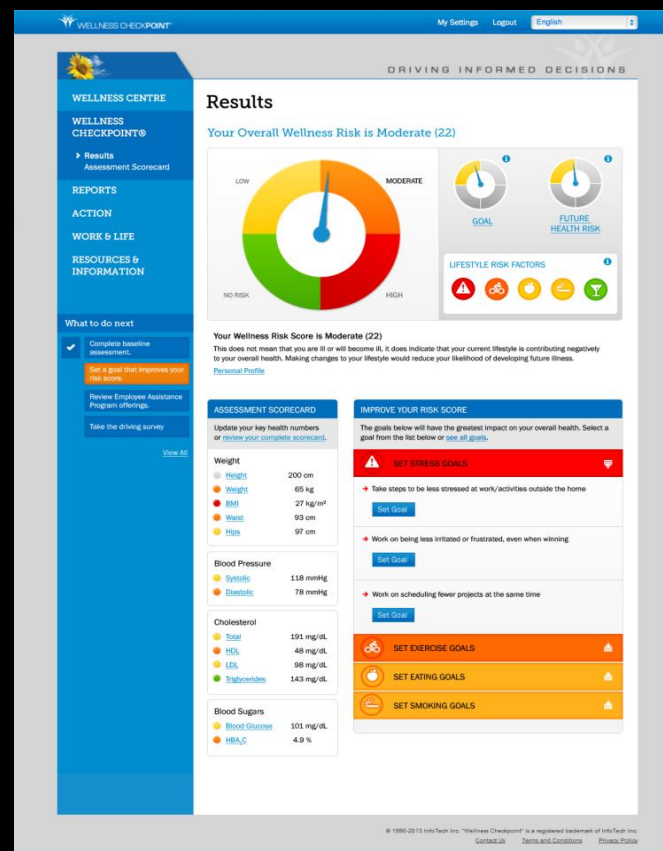 WELLNESS CHECKPOINT™
My Settings Logout English
DRIVING INFORMED DECISIONS
WELLNESS CENTRE
WELLNESS
CHECKPOINT®
Results
Assessment Scorecard
REPORTS
ACTION
WORK & LIFE
RESOURCES &
INFORMATION
What to do next
Complete baseline
assessment.
Set a goal that improves your
risk score.
Review Employee Assistance
Program offerings.
Take the driving survey
View All
Results
Your Overall Wellness Risk is Moderate (22)
LOW
MODERATE
NO RISK
HIGH
GOAL
FUTURE
HEALTH RISK
LIFESTYLE RISK FACTORS
Your Wellness Risk Score is Moderate (22)
This does not mean that you are ill or will become ill, it does indicate that your current lifestyle is contributing negatively
to your overall health. Making changes to your lifestyle would reduce your likelihood of developing future illness.
Personal Profile
ASSESSMENT SCORECARD
Update your key health numbers
or review your complete scorecard.
Weight
Height 200 cm
Weight 65 kg
BMI 27 kg/m²
Waist 93 cm
Hips 97 cm
Blood Pressure
Systolic 118 mmHg
Diastolic 78 mmHg
Cholesterol
Total 191 mg/dL
HDL 48 mg/dL
LDL 98 mg/dL
Triglycerides 143 mg/dL
Blood Sugars
Blood Glucose 101 mg/dL
HBA₁C 4.9 %
IMPROVE YOUR RISK SCORE
The goals below will have the greatest impact on your overall health. Select a
goal from the list below or see all goals.
SET STRESS GOALS
Take steps to be less stressed at work/activities outside the home
Set Goal
Work on being less irritated or frustrated, even when winning
Set Goal
Work on scheduling fewer projects at the same time
Set Goal
SET EXERCISE GOALS
SET EATING GOALS
SET SMOKING GOALS
© 1990-2013 InfoTech Inc. "Wellness Checkpoint" is a registered trademark of InfoTech Inc.
Contact Us Terms and Conditions Privacy Policy